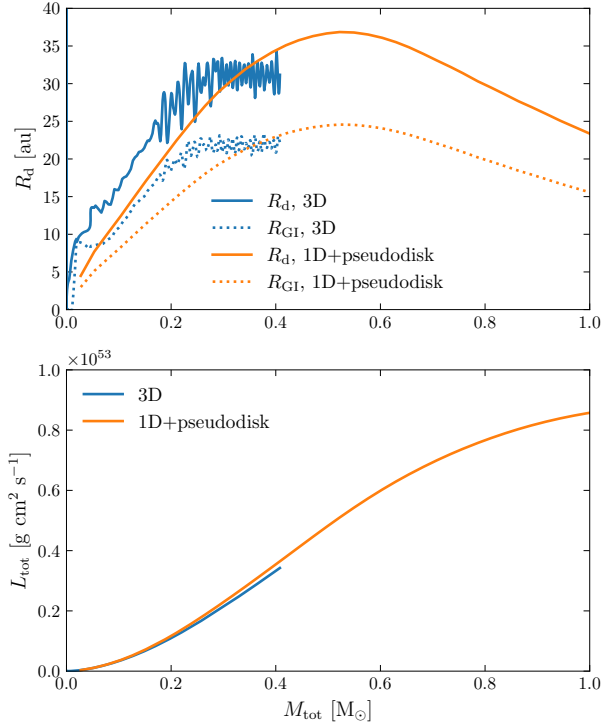 40
35
30
25
20
15
10
5
0
R_d [au]
R_d, 3D
R_GI, 3D
R_d, 1D+pseudodisk
R_GI, 1D+pseudodisk
0.0 0.2 0.4 0.6 0.8 1.0
×10^53
1.0
0.8
0.6
0.4
0.2
0.0
L_tot [g cm² s⁻¹]
3D
1D+pseudodisk
0.0 0.2 0.4 0.6 0.8 1.0
M_tot [M_⊙]